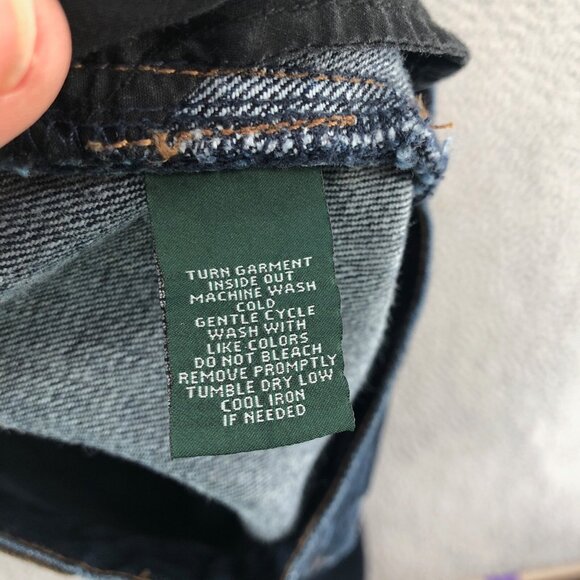 TURN GARMENT
INSIDE OUT
MACHINE WASH
COLD
GENTLE CYCLE
WASH WITH
LIKE COLORS
DO NOT BLEACH
REMOVE PROMPTLY
TUMBLE DRY LOW
COOL IRON
IF NEEDED